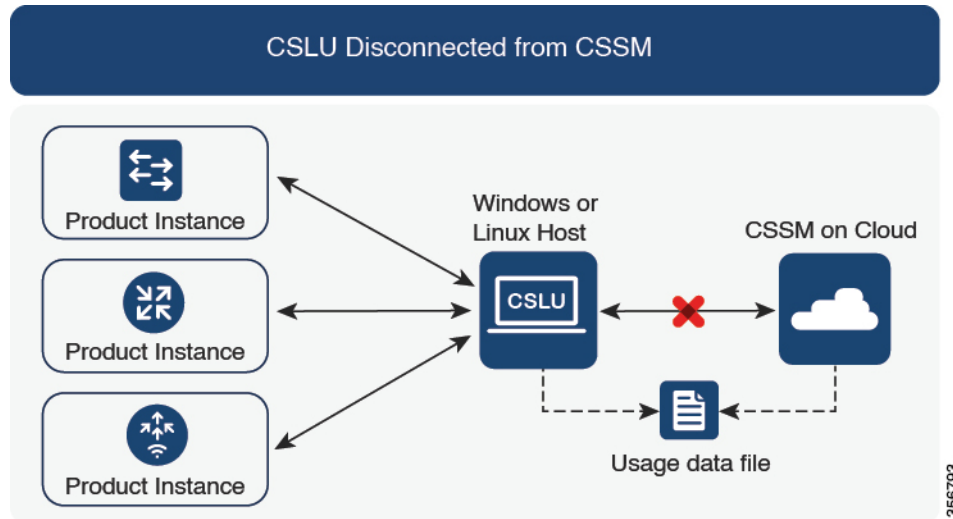 CSLU Disconnected from CSSM
Product Instance
Product Instance
Product Instance
Windows or
Linux Host
CSLU
CSSM on Cloud
Usage data file
356793